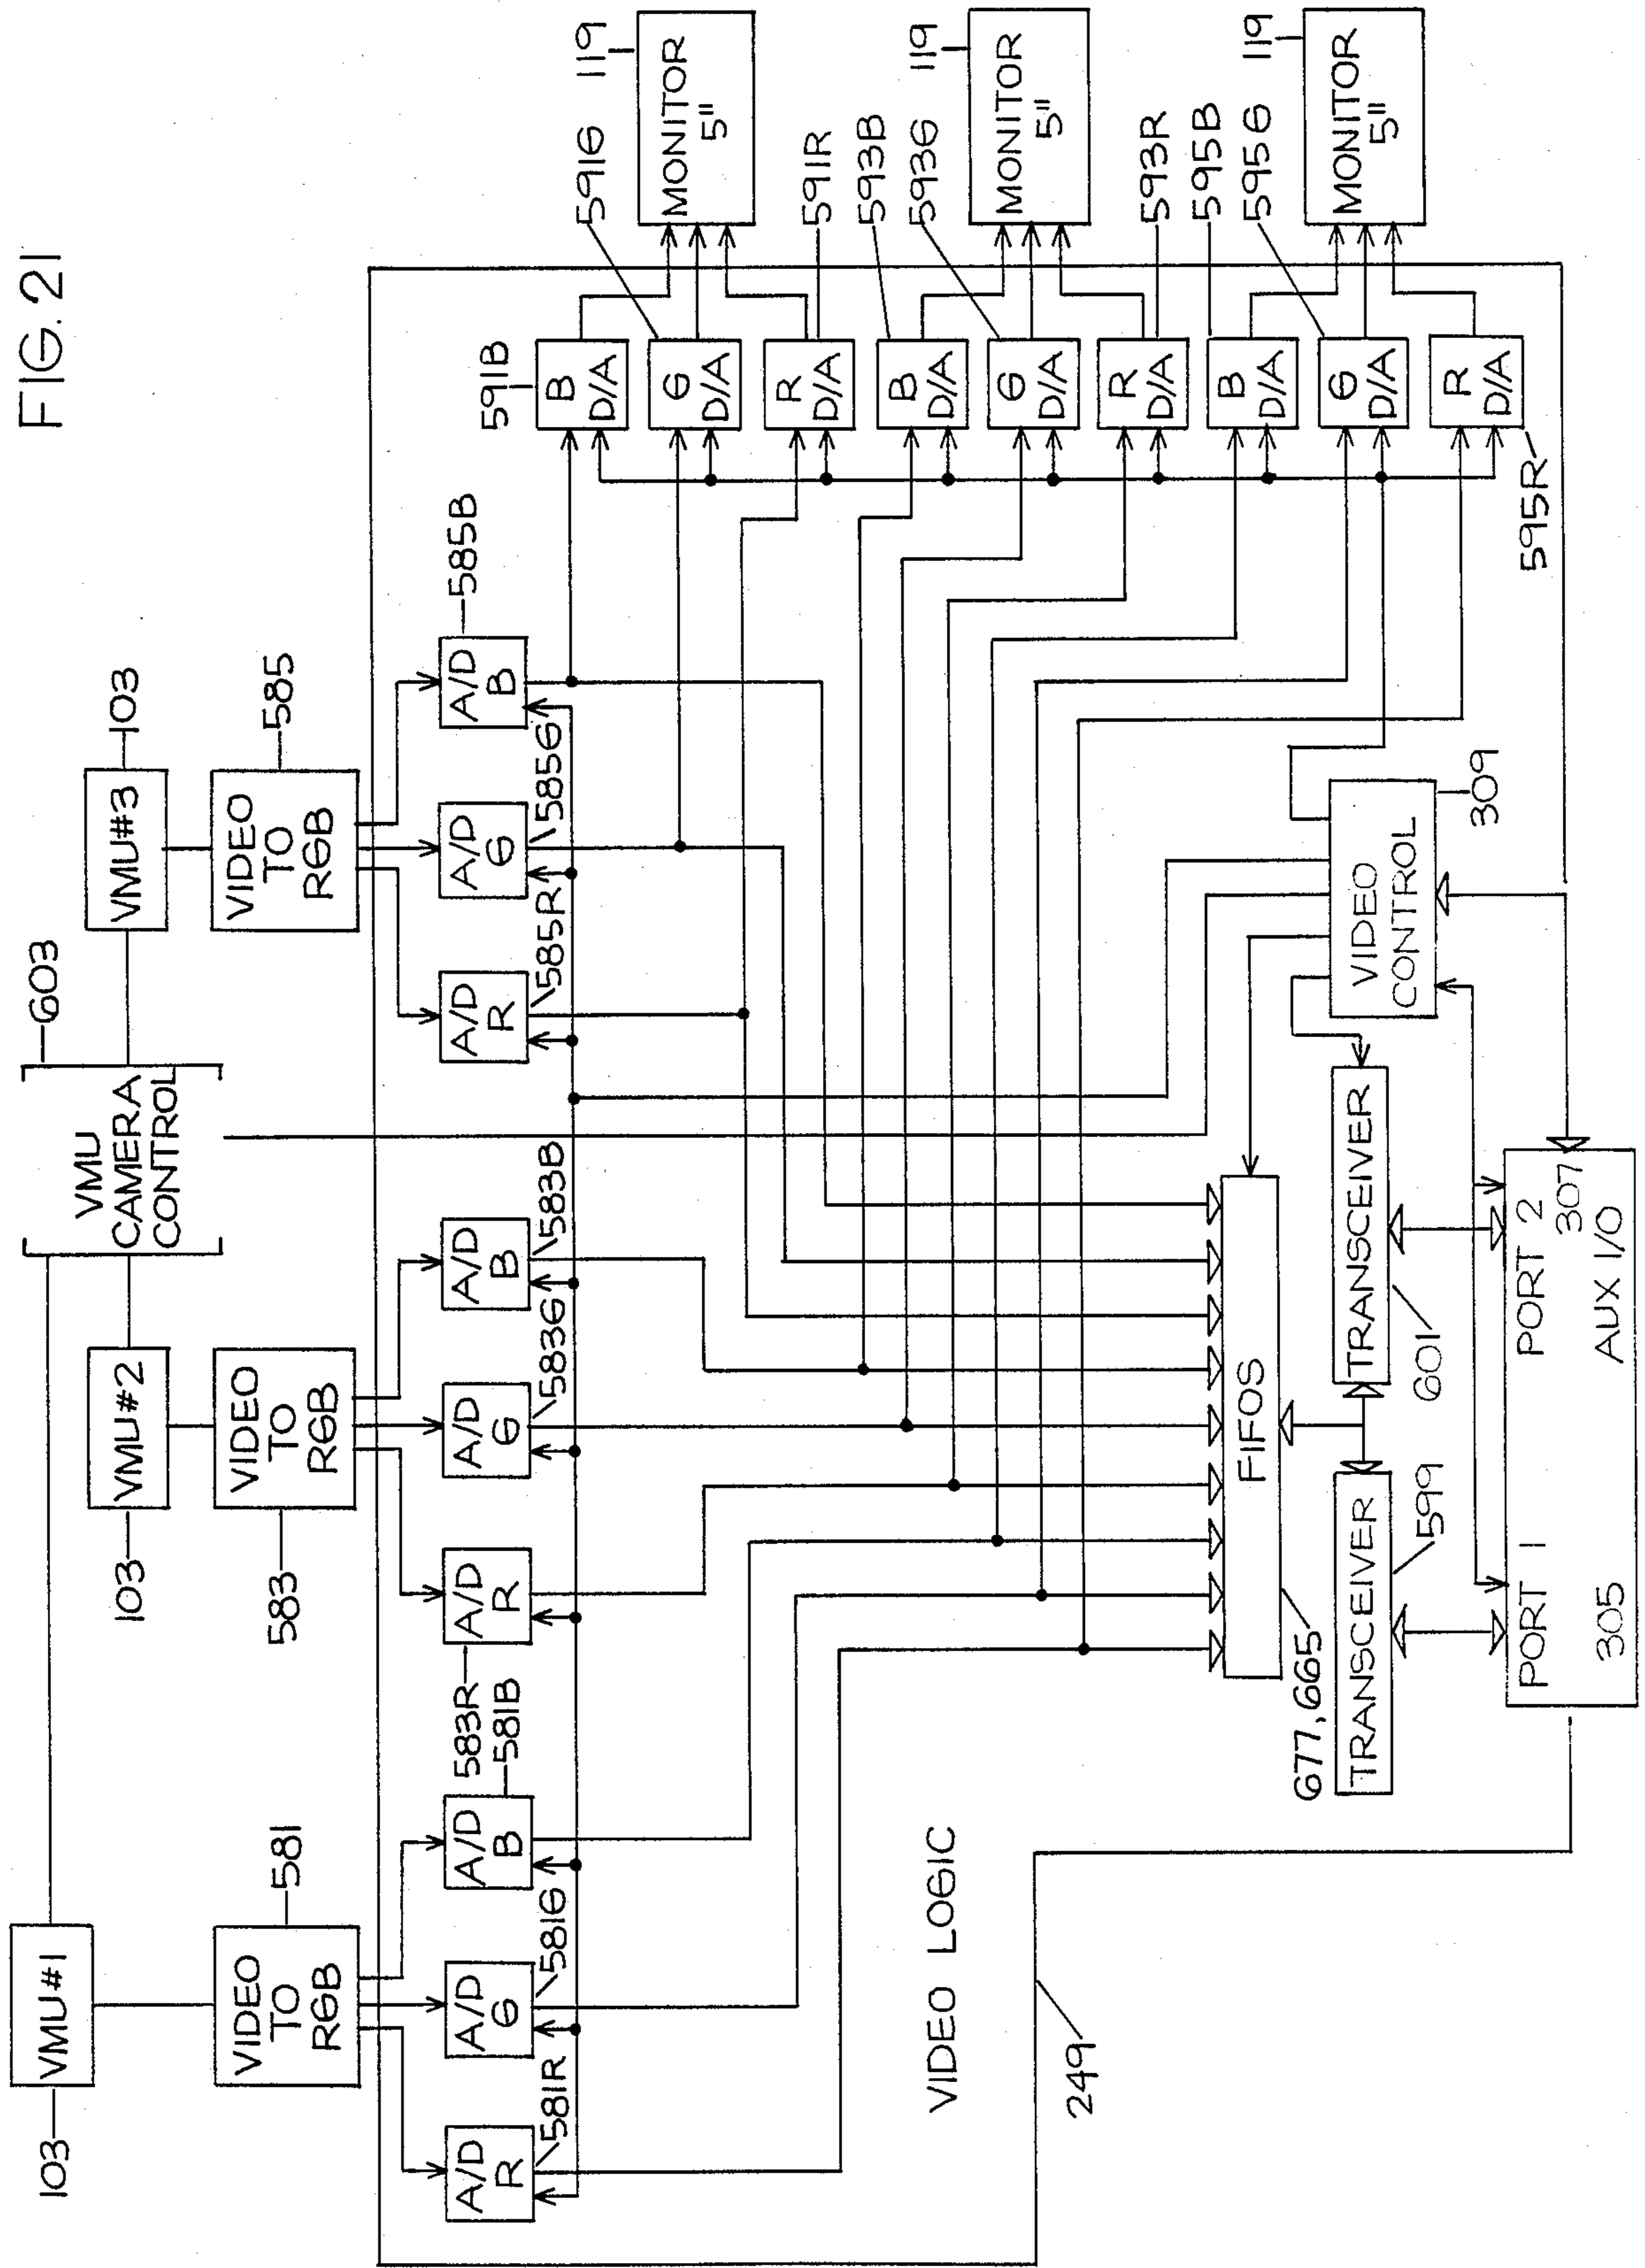 FIG. 21
VMU#1
103
VMU#2
103
VMU
CAMERA
CONTROL
603
VMU#3
103
VIDEO
TO
RGB
581
VIDEO
TO
RGB
583
VIDEO
TO
RGB
585
A/D
R
581R
A/D
G
581G
A/D
B
581B
A/D
R
583R
A/D
G
583G
A/D
B
583B
A/D
R
585R
A/D
G
585G
A/D
B
585B
B
D/A
591B
G
D/A
591G
R
D/A
591R
B
D/A
593B
G
D/A
593G
R
D/A
593R
B
D/A
595B
G
D/A
595G
R
D/A
595R
MONITOR
5"
119
MONITOR
5"
119
MONITOR
5"
119
VIDEO LOGIC
249
FIFOS
677,665
TRANSCEIVER
599
TRANSCEIVER
601
VIDEO
CONTROL
309
PORT 1
305
PORT 2
307
AUX I/O